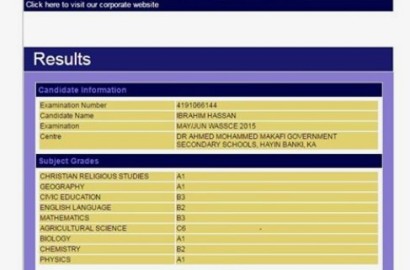 Click here to visit our corporate website
Results
Candidate Information
Examination Number 4191066144
Candidate Name IBRAHIM HASSAN
Examination MAY/JUN WASSCE 2015
Centre DR AHMED MOHAMMED MAKAFI GOVERNMENT
SECONDARY SCHOOLS, HAYIN BANKI, KA
Subject Grades
CHRISTIAN RELIGIOUS STUDIES A1
GEOGRAPHY A1
CIVIC EDUCATION B3
ENGLISH LANGUAGE B2
MATHEMATICS B3
AGRICULTURAL SCIENCE C6 -
BIOLOGY A1
CHEMISTRY B2
PHYSICS A1